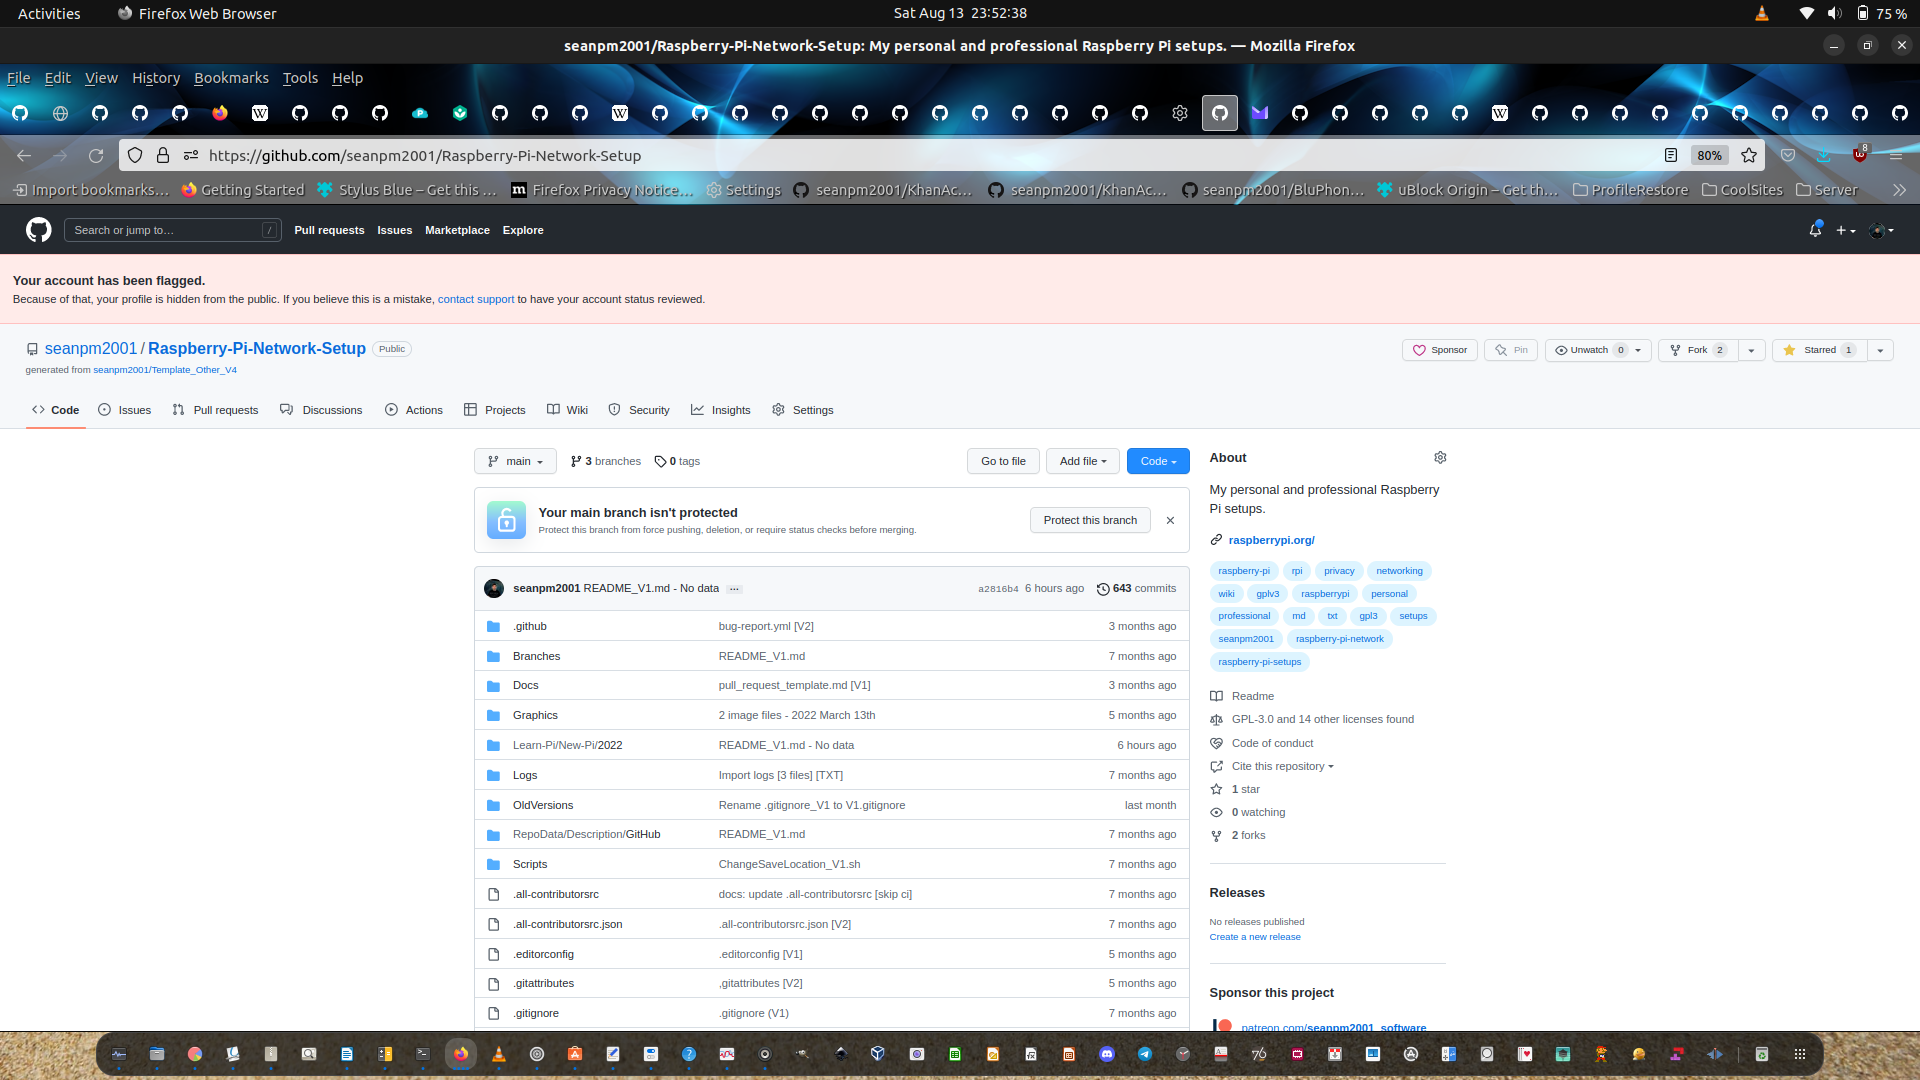 Activities Firefox Web Browser Sat Aug 13 23:52:38 75 %
seanpm2001/Raspberry-Pi-Network-Setup: My personal and professional Raspberry Pi setups. — Mozilla Firefox
File Edit View History Bookmarks Tools Help
https://github.com/seanpm2001/Raspberry-Pi-Network-Setup 80% 8
Import bookmarks… Getting Started Stylus Blue – Get this … Firefox Privacy Notice… Settings seanpm2001/KhanAc… seanpm2001/KhanAc… seanpm2001/BluPhon… uBlock Origin – Get th… ProfileRestore CoolSites Server
Search or jump to… / Pull requests Issues Marketplace Explore
Your account has been flagged.
Because of that, your profile is hidden from the public. If you believe this is a mistake, contact support to have your account status reviewed.
seanpm2001 / Raspberry-Pi-Network-Setup Public Sponsor Pin Unwatch 0 Fork 2 Starred 1
generated from seanpm2001/Template_Other_V4
Code Issues Pull requests Discussions Actions Projects Wiki Security Insights Settings
main 3 branches 0 tags Go to file Add file Code
Your main branch isn't protected
Protect this branch from force pushing, deletion, or require status checks before merging.
Protect this branch
seanpm2001 README_V1.md - No data ... a2816b4 6 hours ago 643 commits
.github bug-report.yml [V2] 3 months ago
Branches README_V1.md 7 months ago
Docs pull_request_template.md [V1] 3 months ago
Graphics 2 image files - 2022 March 13th 5 months ago
Learn-Pi/New-Pi/2022 README_V1.md - No data 6 hours ago
Logs Import logs [3 files] [TXT] 7 months ago
OldVersions Rename .gitignore_V1 to V1.gitignore last month
RepoData/Description/GitHub README_V1.md 7 months ago
Scripts ChangeSaveLocation_V1.sh 7 months ago
.all-contributorsrc docs: update .all-contributorsrc [skip ci] 7 months ago
.all-contributorsrc.json .all-contributorsrc.json [V2] 7 months ago
.editorconfig .editorconfig [V1] 5 months ago
.gitattributes ,gitattributes [V2] 5 months ago
.gitignore .gitignore (V1) 7 months ago
About
My personal and professional Raspberry
Pi setups.
raspberrypi.org/
raspberry-pi rpi privacy networking
wiki gplv3 raspberrypi personal
professional md txt gpl3 setups
seanpm2001 raspberry-pi-network
raspberry-pi-setups
Readme
GPL-3.0 and 14 other licenses found
Code of conduct
Cite this repository
1 star
0 watching
2 forks
Releases
No releases published
Create a new release
Sponsor this project
patreon.com/seanpm2001_software